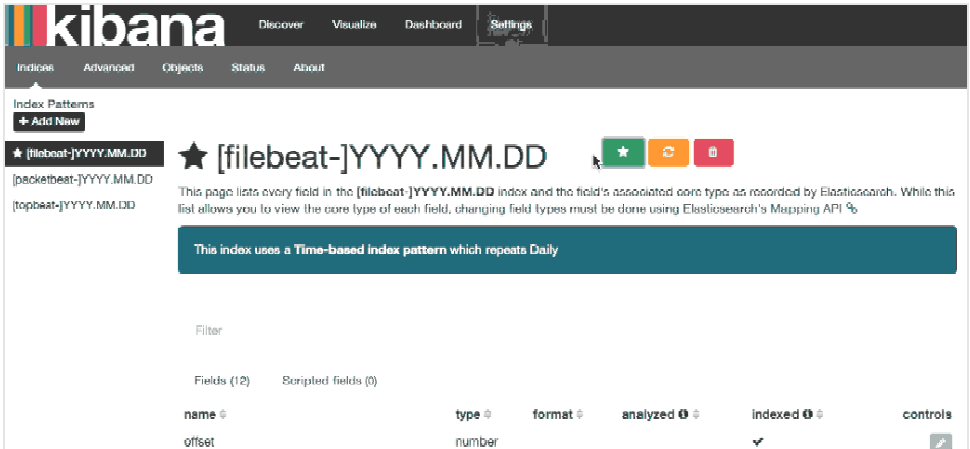 kibana Discover Visualize Dashboard Settings
Indices Advanced Objects Status About
Index Patterns
+ Add New
[filebeat-]YYYY.MM.DD
[packetbeat-]YYYY.MM.DD
[topbeat-]YYYY.MM.DD
[filebeat-]YYYY.MM.DD
This page lists every field in the [filebeat-]YYYY.MM.DD index and the field's associated core type as recorded by Elasticsearch. While this
list allows you to view the core type of each field, changing field types must be done using Elasticsearch's Mapping API
This index uses a Time-based index pattern which repeats Daily
Filter
Fields (12) Scripted fields (0)
name type format analyzed indexed controls
offset number